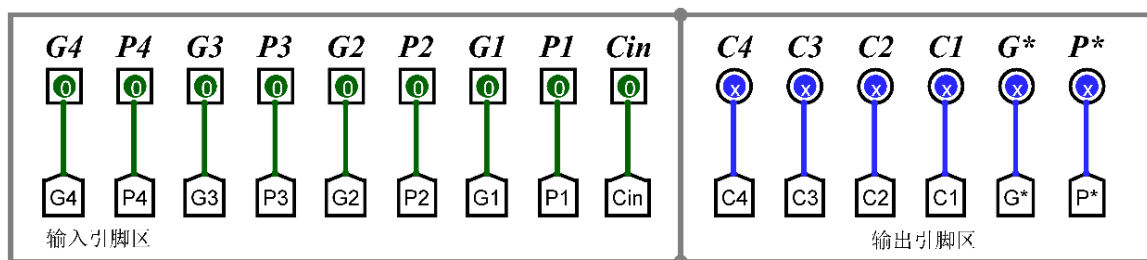 G4 P4 G3 P3 G2 P2 G1 P1 Cin C4 C3 C2 C1 G* P*
0 0 0 0 0 0 0 0 0 x x x x x x
G4 P4 G3 P3 G2 P2 G1 P1 Cin C4 C3 C2 C1 G* P*
输入引脚区 输出引脚区